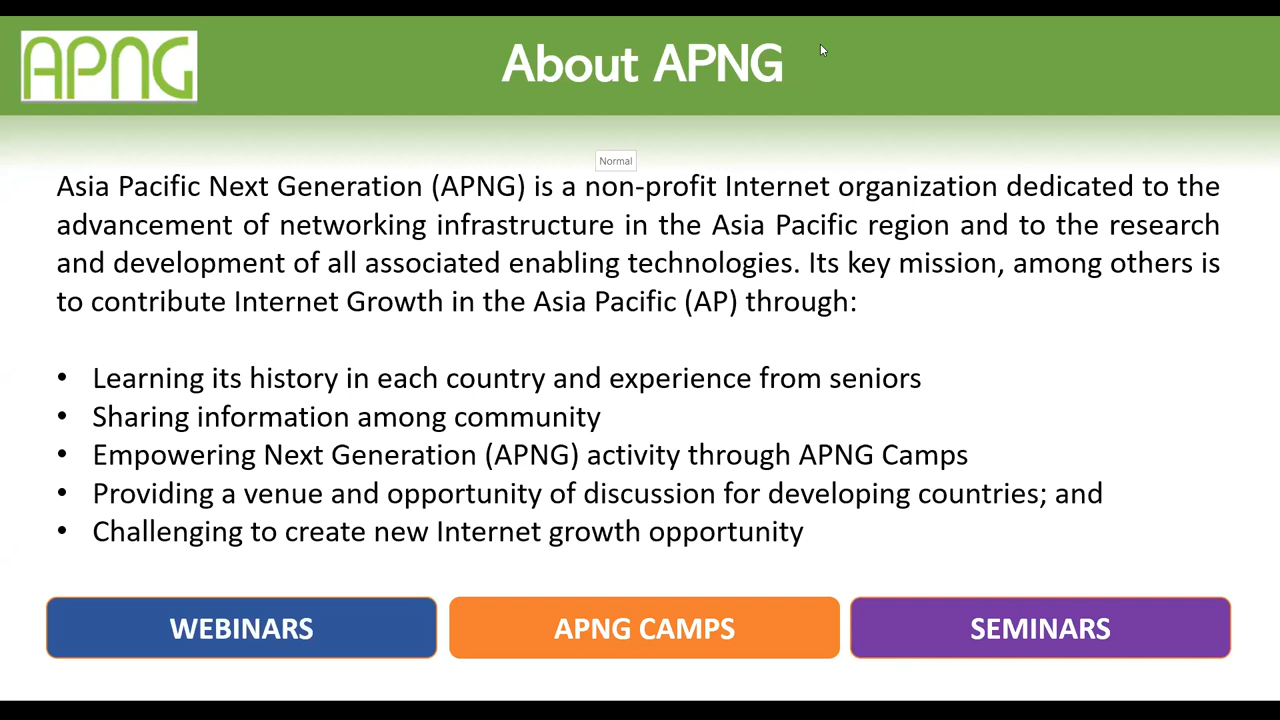 APNG
About APNG
Normal
Asia Pacific Next Generation (APNG) is a non-profit Internet organization dedicated to the
advancement of networking infrastructure in the Asia Pacific region and to the research
and development of all associated enabling technologies. Its key mission, among others is
to contribute Internet Growth in the Asia Pacific (AP) through:
• Learning its history in each country and experience from seniors
• Sharing information among community
• Empowering Next Generation (APNG) activity through APNG Camps
• Providing a venue and opportunity of discussion for developing countries; and
• Challenging to create new Internet growth opportunity
WEBINARS
APNG CAMPS
SEMINARS